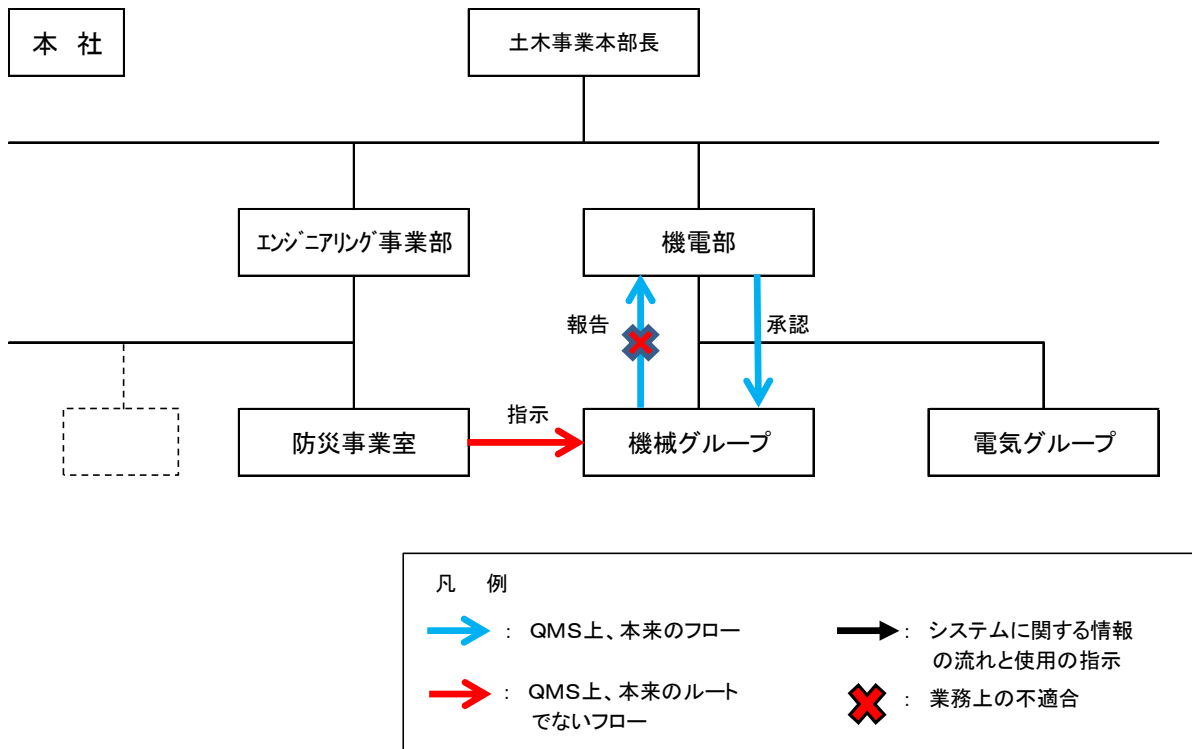 本 社
土木事業本部長
ｴﾝｼﾞﾆｱﾘﾝｸﾞ事業部
機電部
報告
承認
防災事業室
指示
機械グループ
電気グループ
凡 例
： ＱＭＳ上、本来のフロー
： システムに関する情報
の流れと使用の指示
： ＱＭＳ上、本来のルート
でないフロー
： 業務上の不適合